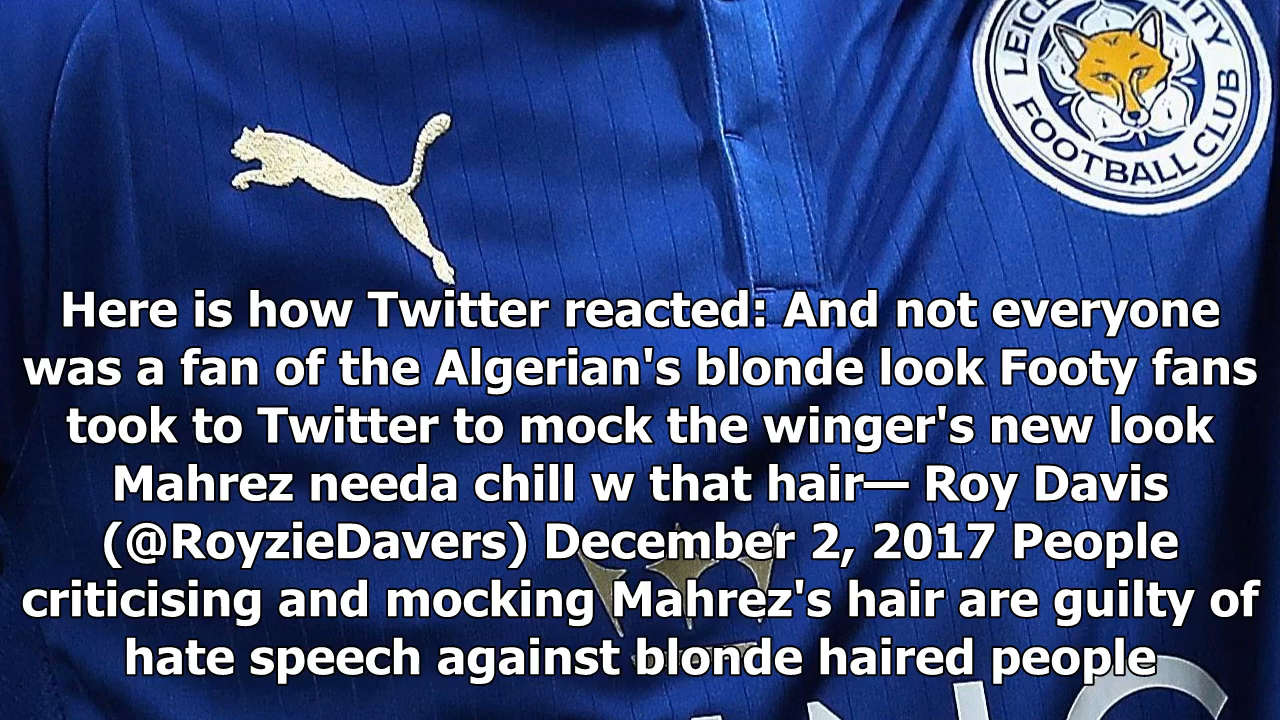 LEICESTER CITY
FOOTBALL CLUB
Here is how Twitter reacted: And not everyone
was a fan of the Algerian's blonde look Footy fans
took to Twitter to mock the winger's new look
Mahrez needa chill w that hair— Roy Davis
(@RoyzieDavers) December 2, 2017 People
criticising and mocking Mahrez's hair are guilty of
hate speech against blonde haired people